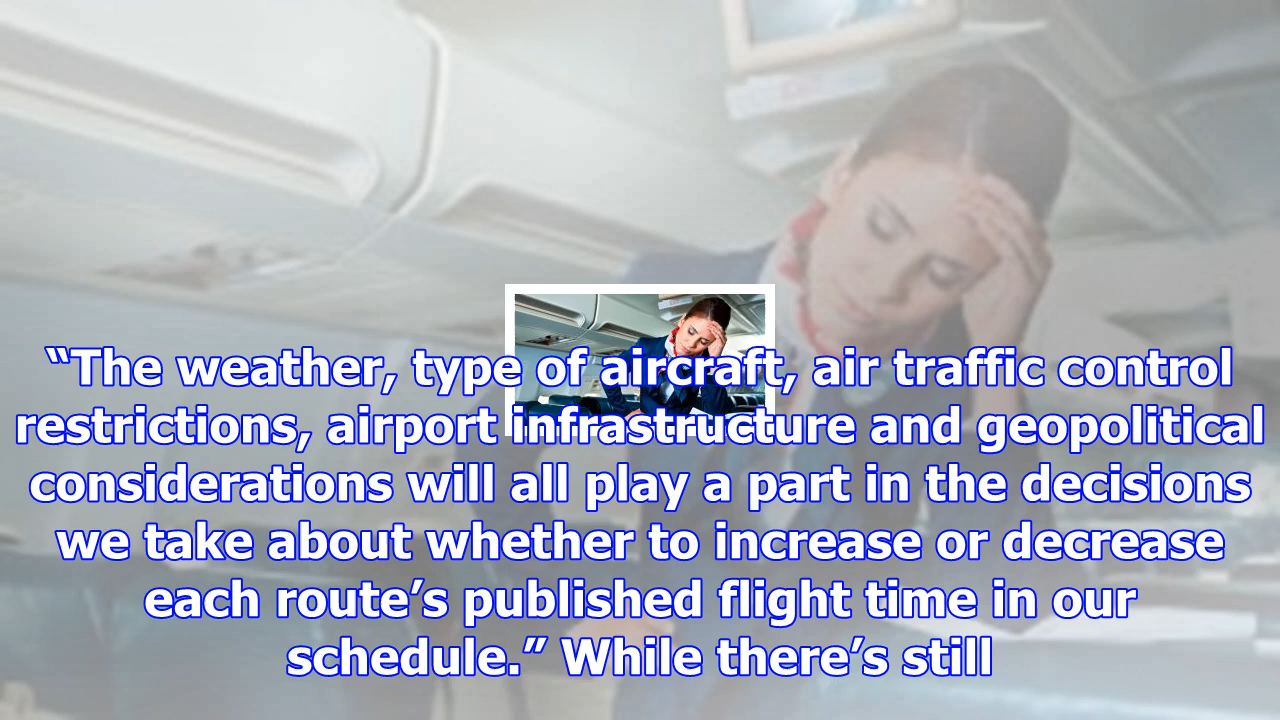 “The weather, type of aircraft, air traffic control
restrictions, airport infrastructure and geopolitical
considerations will all play a part in the decisions
we take about whether to increase or decrease
each route’s published flight time in our
schedule.” While there’s still